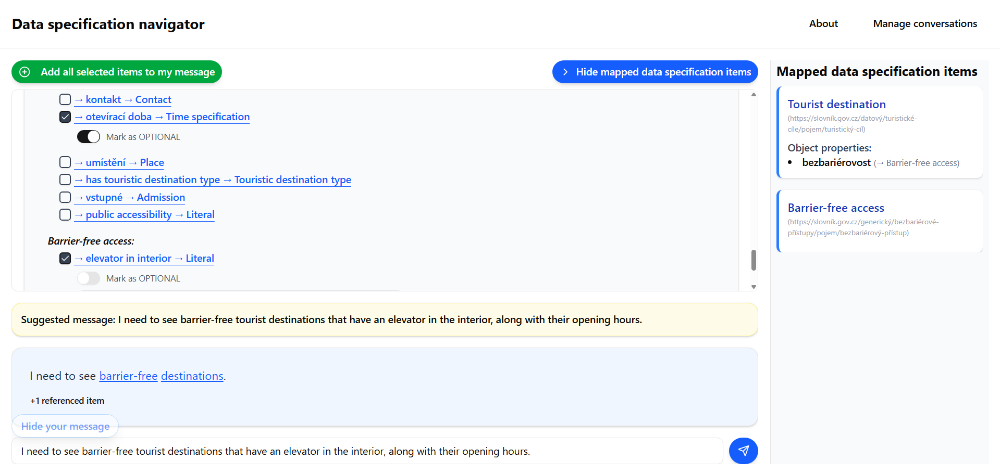 Data specification navigator
About
Manage conversations
Add all selected items to my message
Hide mapped data specification items
→ kontakt → Contact
→ otevírací doba → Time specification
Mark as OPTIONAL
→ umístění → Place
→ has touristic destination type → Touristic destination type
→ vstupné → Admission
→ public accessibility → Literal
Barrier-free access:
→ elevator in interior → Literal
Mark as OPTIONAL
Suggested message: I need to see barrier-free tourist destinations that have an elevator in the interior, along with their opening hours.
I need to see barrier-free destinations.
+1 referenced item
Hide your message
I need to see barrier-free tourist destinations that have an elevator in the interior, along with their opening hours.
Mapped data specification items
Tourist destination
(https://slovník.gov.cz/datový/turistické-
cíle/pojem/turistický-cíl)
Object properties:
• bezbariérovost (→ Barrier-free access)
Barrier-free access
(https://slovník.gov.cz/generický/bezbariérové-
přístupy/pojem/bezbariérový-přístup)